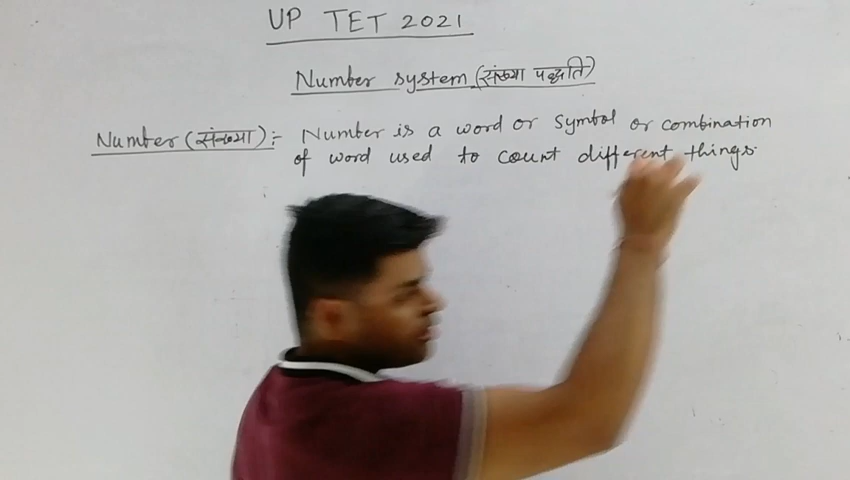 UP TET 2021
Number system (संख्या पद्धति)
Number (संख्या) :- Number is a word or symbol or combination
of word used to count different things.